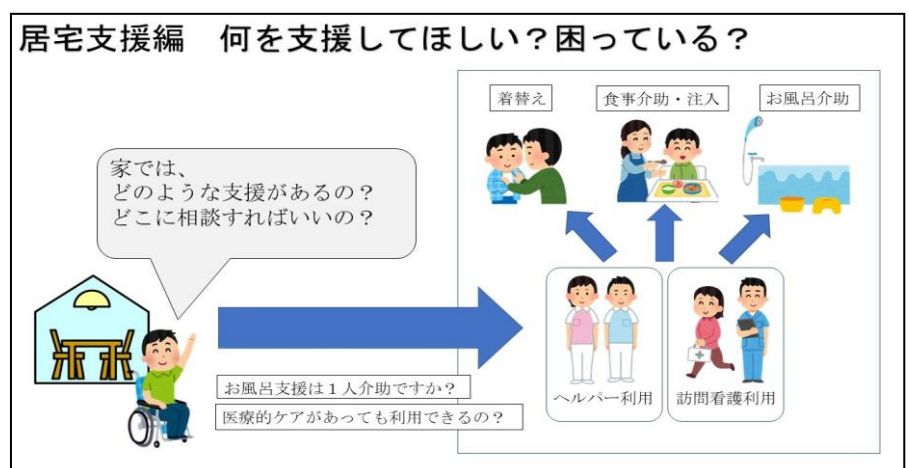 居宅支援編　何を支援してほしい？困っている？
着替え
食事介助・注入
お風呂介助
家では、
どのような支援があるの？
どこに相談すればいいの？
お風呂支援は１人介助ですか？
医療的ケアがあっても利用できるの？
ヘルパー利用
訪問看護利用